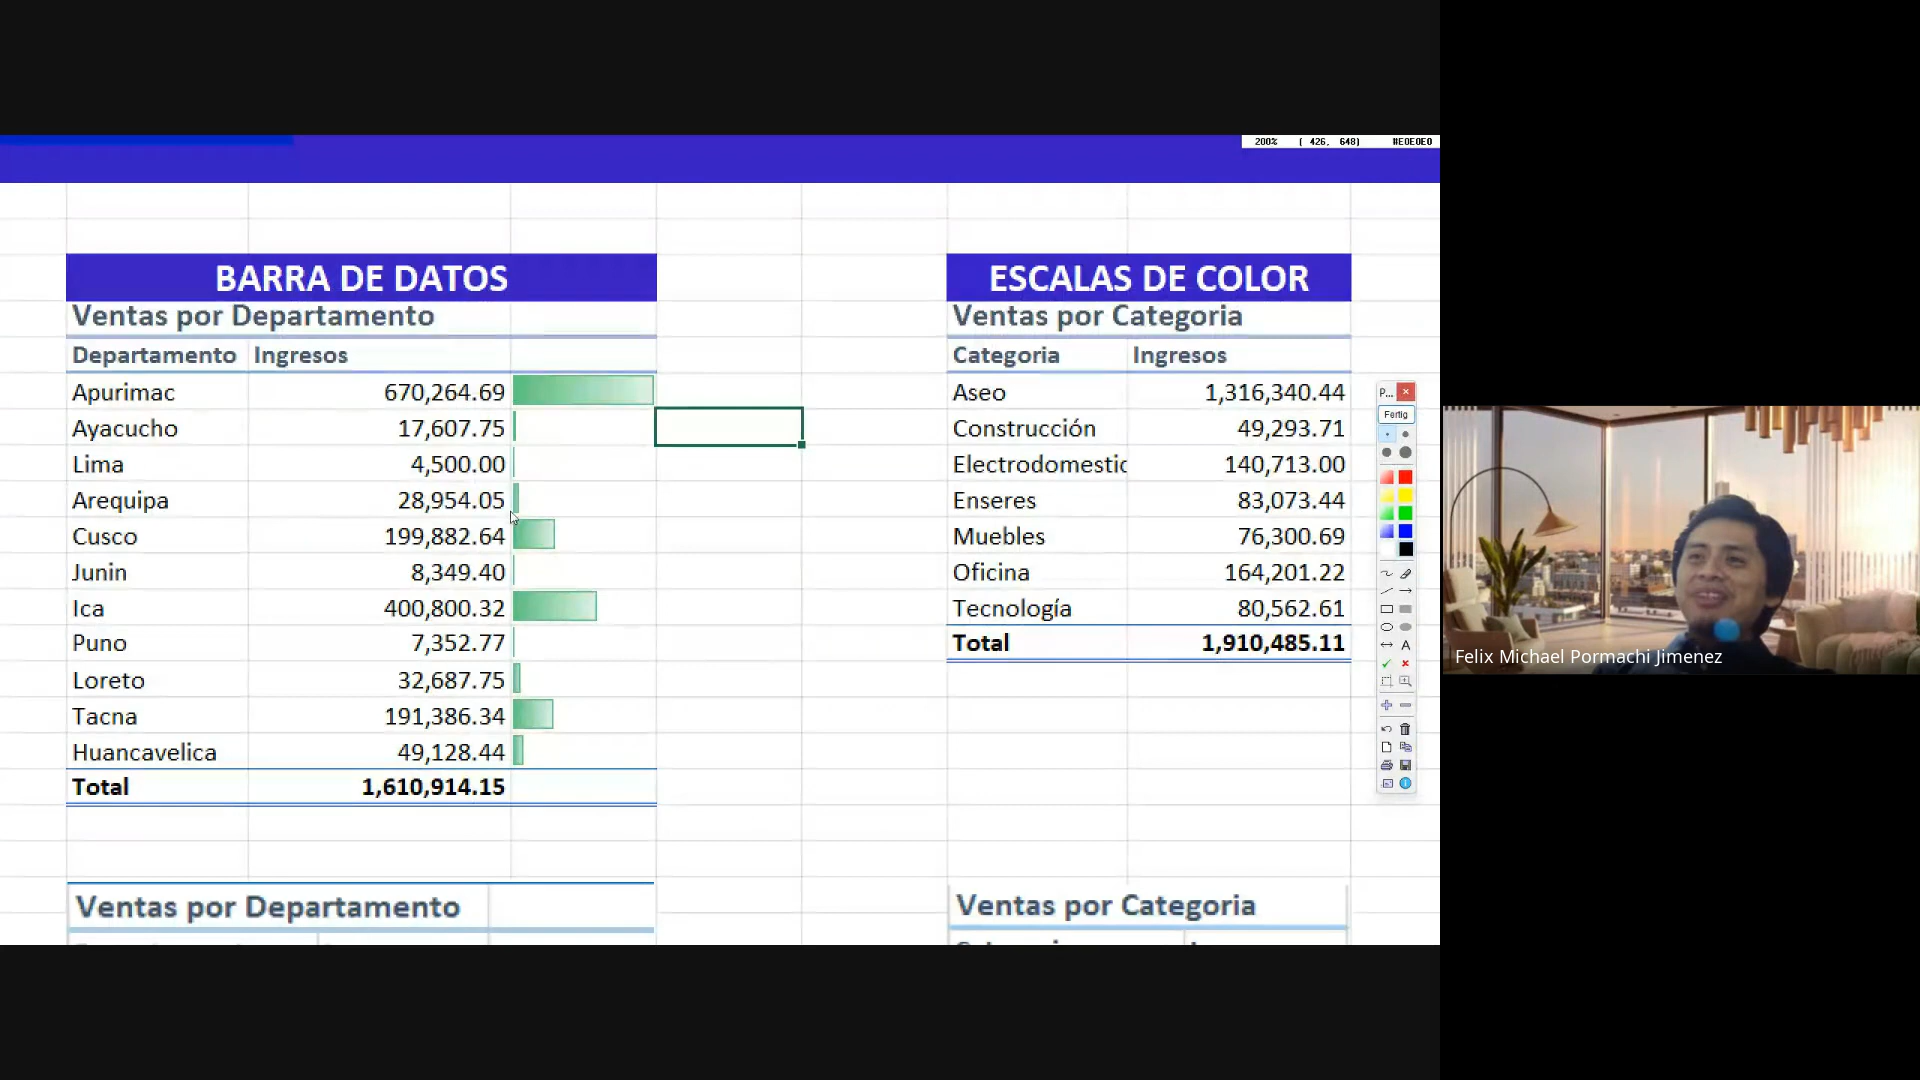 200% ( 426, 648) #E0E0E0
BARRA DE DATOS
Ventas por Departamento
Departamento Ingresos
Apurimac 670,264.69
Ayacucho 17,607.75
Lima 4,500.00
Arequipa 28,954.05
Cusco 199,882.64
Junin 8,349.40
Ica 400,800.32
Puno 7,352.77
Loreto 32,687.75
Tacna 191,386.34
Huancavelica 49,128.44
Total 1,610,914.15
Ventas por Departamento
ESCALAS DE COLOR
Ventas por Categoria
Categoria Ingresos
Aseo 1,316,340.44
Construcción 49,293.71
Electrodomestic 140,713.00
Enseres 83,073.44
Muebles 76,300.69
Oficina 164,201.22
Tecnología 80,562.61
Total 1,910,485.11
Ventas por Categoria
P...
Fertig
A
Felix Michael Pormachi Jimenez